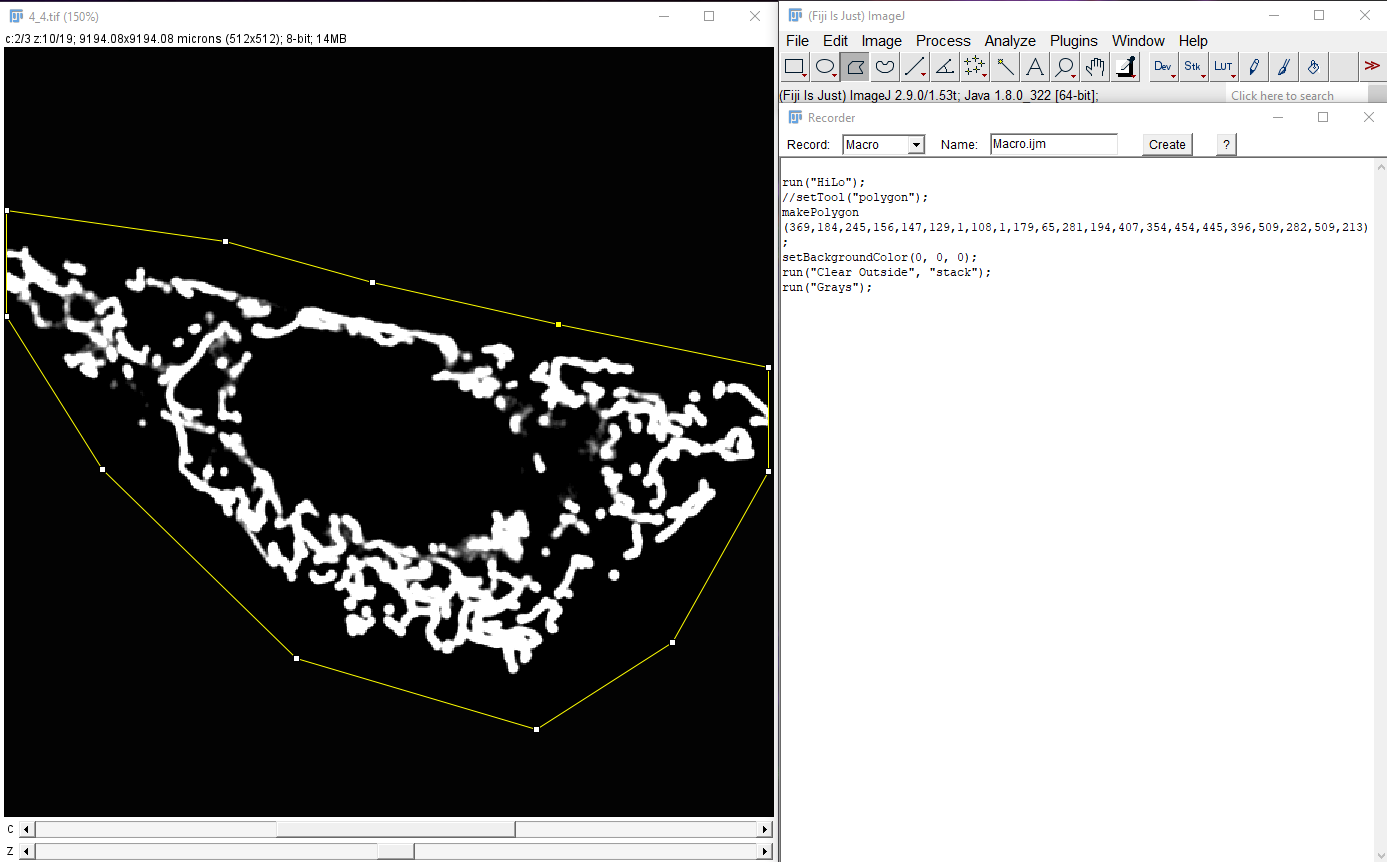 4_4.tif (150%)
c:2/3 z:10/19; 9194.08x9194.08 microns (512x512); 8-bit; 14MB
C
Z
(Fiji Is Just) ImageJ
File Edit Image Process Analyze Plugins Window Help
A Dev Stk LUT >>
(Fiji Is Just) ImageJ 2.9.0/1.53t; Java 1.8.0_322 [64-bit]; Click here to search
Recorder
Record: Macro Name: Macro.ijm Create ?
run("HiLo");
//setTool("polygon");
makePolygon
(369,184,245,156,147,129,1,108,1,179,65,281,194,407,354,454,445,396,509,282,509,213)
;
setBackgroundColor(0, 0, 0);
run("Clear Outside", "stack");
run("Grays");